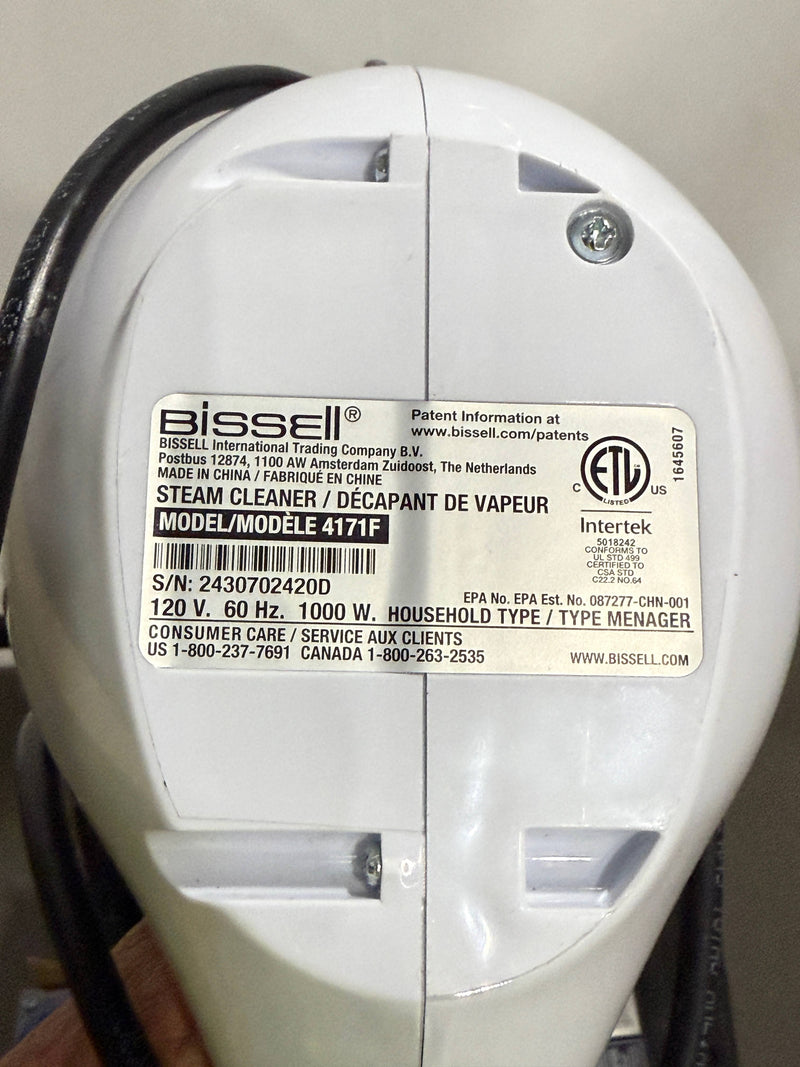 BISSELL®
BISSELL International Trading Company B.V.
Postbus 12874, 1100 AW Amsterdam Zuidoost, The Netherlands
MADE IN CHINA / FABRIQUÉ EN CHINE
Patent Information at
www.bissell.com/patents
STEAM CLEANER / DÉCAPANT DE VAPEUR
MODEL/MODÈLE 4171F
S/N: 2430702420D
C ETL US
LISTED
Intertek
5018242
CONFORMS TO
UL STD 499
CERTIFIED TO
CSA STD
C22.2 NO.64
1645607
EPA No. EPA Est. No. 087277-CHN-001
120 V. 60 Hz. 1000 W. HOUSEHOLD TYPE / TYPE MENAGER
CONSUMER CARE / SERVICE AUX CLIENTS
US 1-800-237-7691 CANADA 1-800-263-2535
WWW.BISSELL.COM